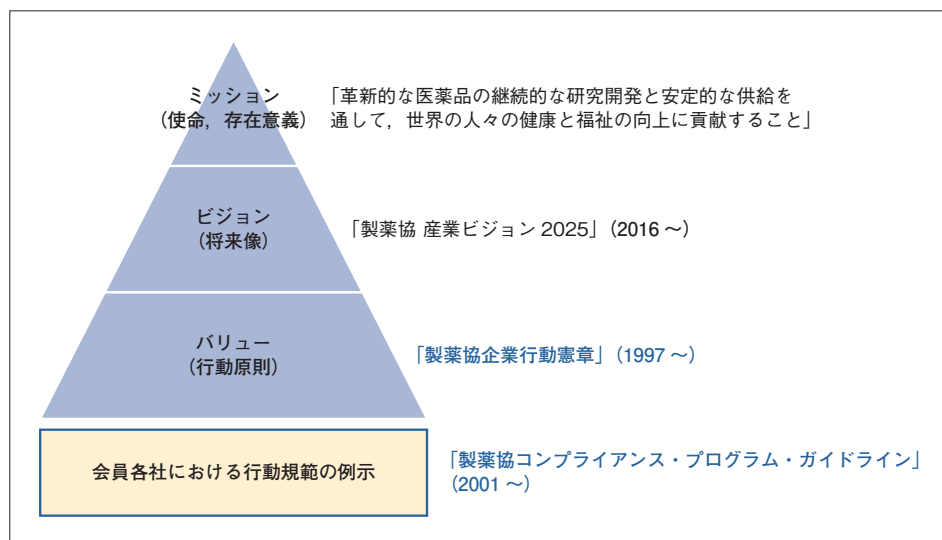 ミッション
（使命，存在意義）
「革新的な医薬品の継続的な研究開発と安定的な供給を
通して，世界の人々の健康と福祉の向上に貢献すること」
ビジョン
（将来像）
「製薬協 産業ビジョン 2025」（2016 〜）
バリュー
（行動原則）
「製薬協企業行動憲章」（1997 〜）
会員各社における行動規範の例示
「製薬協コンプライアンス・プログラム・ガイドライン」
（2001 〜）